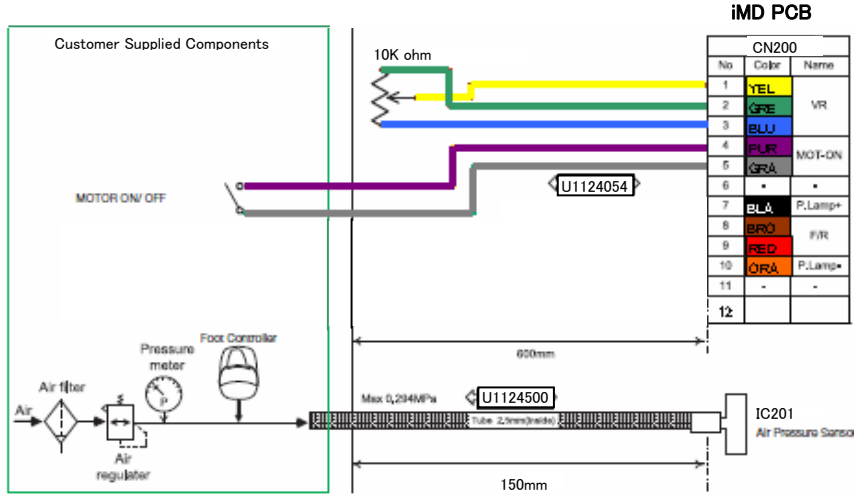 iMD PCB
Customer Supplied Components
10K ohm
CN200
No Color Name
1 YEL
2 GRE VR
3 BLU
4 PUR
MOT-ON
5 GRA
6 - -
7 BLA P.Lamp+
8 BRO
F/R
9 RED
10 ORA P.Lamp-
11 - -
12
U1124054
MOTOR ON/ OFF
600mm
Foot Controller
Pressure
meter
P
Air filter
Air
Air
regulater
Max 0,294MPa
U1124500
Tube 2,5mm(Inside)
IC201
Air Pressure Senso
150mm